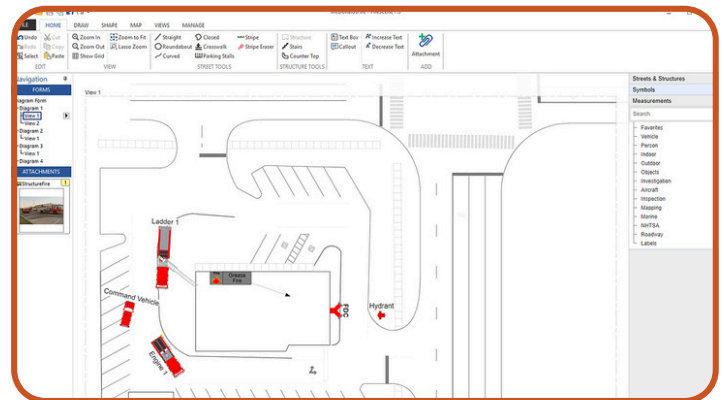 HOME DRAW SHAPE MAP VIEWS MANAGE
Undo Cut Zoom In Zoom to Fit Straight Closed Stripe Structure Text Box Increase Text
Redo Copy Zoom Out Lasso Zoom Roundabout Crosswalk Stripe Eraser Stairs Callout Decrease Text
Select Paste Show Grid Curved Parking Stalls Counter Top Attachment
EDIT VIEW STREET TOOLS STRUCTURE TOOLS TEXT ADD
Navigation
FORMS
Diagram Form
Diagram 1
View 1
View 2
Diagram 2
View 1
Diagram 3
View 1
Diagram 4
ATTACHMENTS
StructureFire
View 1
Ladder 1
Grease
Fire
Command Vehicle
Engine 1
FDC
Hydrant
Streets & Structures
Symbols
Measurements
Search
Favorites
Vehicle
Person
Indoor
Outdoor
Objects
Investigation
Aircraft
Inspection
Mapping
Marine
NHTSA
Roadway
Labels